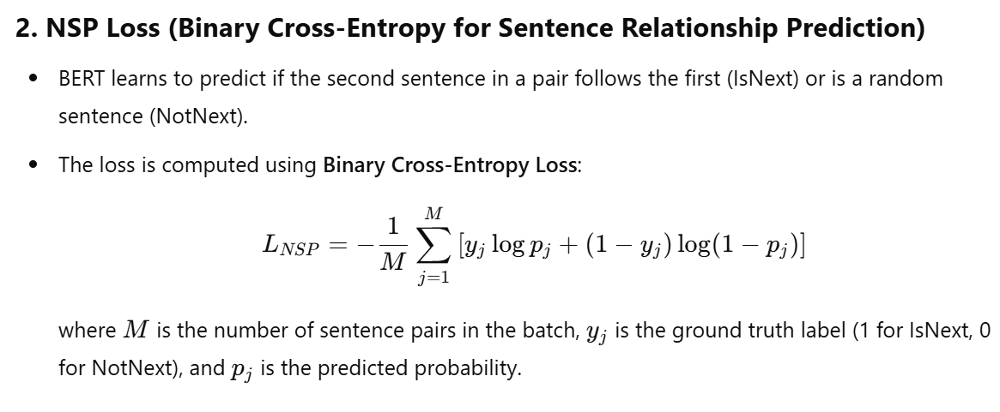 2. NSP Loss (Binary Cross-Entropy for Sentence Relationship Prediction)
• BERT learns to predict if the second sentence in a pair follows the first (IsNext) or is a random
sentence (NotNext).
• The loss is computed using Binary Cross-Entropy Loss:
$L_{NSP} = -\frac{1}{M} \sum_{j=1}^{M} [y_j \log p_j + (1 - y_j) \log(1 - p_j)]$
where $M$ is the number of sentence pairs in the batch, $y_j$ is the ground truth label (1 for IsNext, 0
for NotNext), and $p_j$ is the predicted probability.